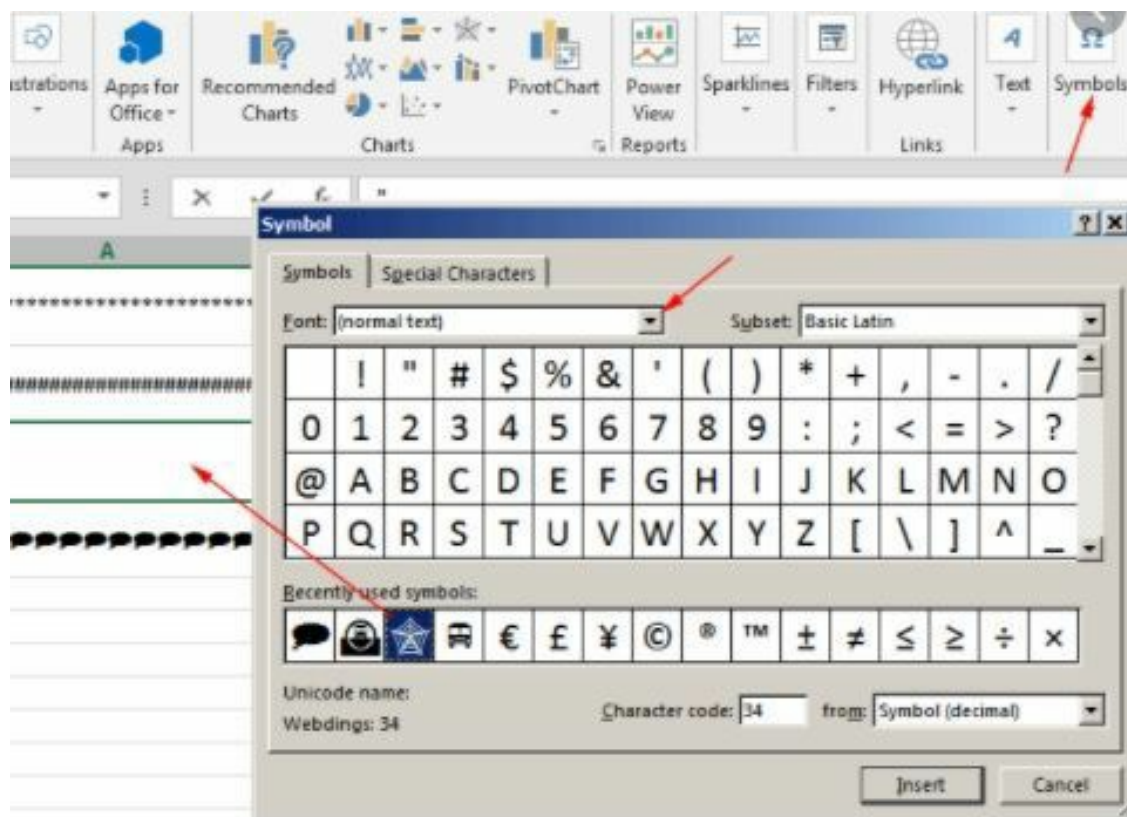 strations
Apps for
Office
Recommended
Charts
PivotChart
Power
View
Sparklines
Filters
Hyperlink
Text
Symbols
Apps
Charts
Reports
Links
"
A
Symbol
Symbols
Special Characters
Font: (normal text)
Subset: Basic Latin
! " # $ % & ' ( ) * + , - . /
0 1 2 3 4 5 6 7 8 9 : ; < = > ?
@ A B C D E F G H I J K L M N O
P Q R S T U V W X Y Z [ \ ] ^ _
Recently used symbols:
€ £ ¥ © ® ™ ± ≠ ≤ ≥ ÷ ×
Unicode name:
Webdings: 34
Character code: 34
from: Symbol (decimal)
Insert
Cancel